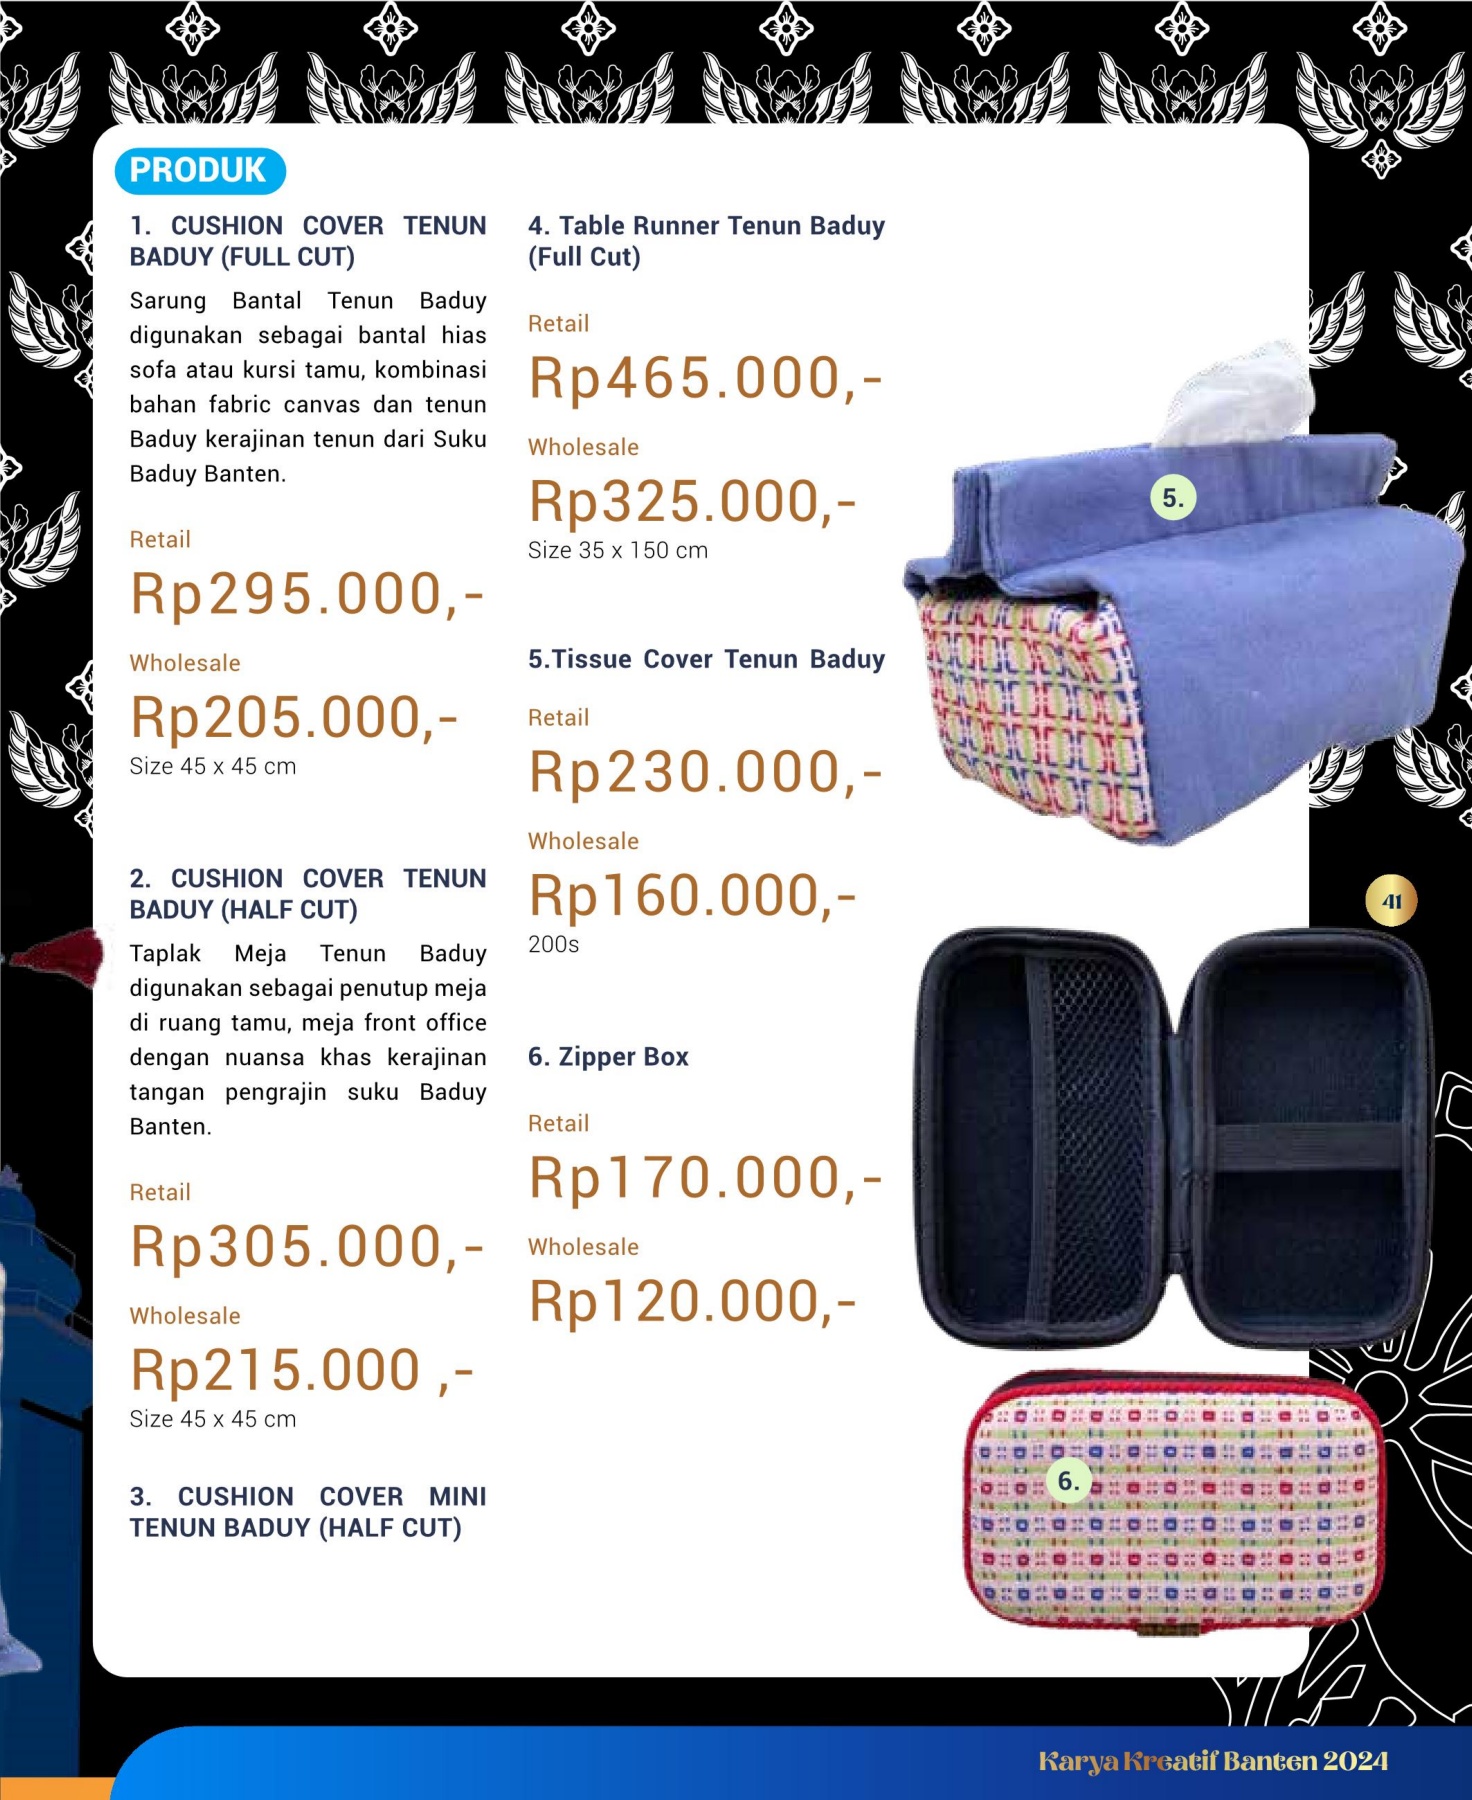 PRODUK
1. CUSHION COVER TENUN
BADUY (FULL CUT)
Sarung Bantal Tenun Baduy
digunakan sebagai bantal hias
sofa atau kursi tamu, kombinasi
bahan fabric canvas dan tenun
Baduy kerajinan tenun dari Suku
Baduy Banten.
Retail
Rp295.000,-
Wholesale
Rp205.000,-
Size 45 x 45 cm
2. CUSHION COVER TENUN
BADUY (HALF CUT)
Taplak Meja Tenun Baduy
digunakan sebagai penutup meja
di ruang tamu, meja front office
dengan nuansa khas kerajinan
tangan pengrajin suku Baduy
Banten.
Retail
Rp305.000,-
Wholesale
Rp215.000 ,-
Size 45 x 45 cm
3. CUSHION COVER MINI
TENUN BADUY (HALF CUT)
4. Table Runner Tenun Baduy
(Full Cut)
Retail
Rp465.000,-
Wholesale
Rp325.000,-
Size 35 x 150 cm
5.Tissue Cover Tenun Baduy
Retail
Rp230.000,-
Wholesale
Rp160.000,-
200s
6. Zipper Box
Retail
Rp170.000,-
Wholesale
Rp120.000,-
5.
41
6.
Karya Kreatif Banten 2024